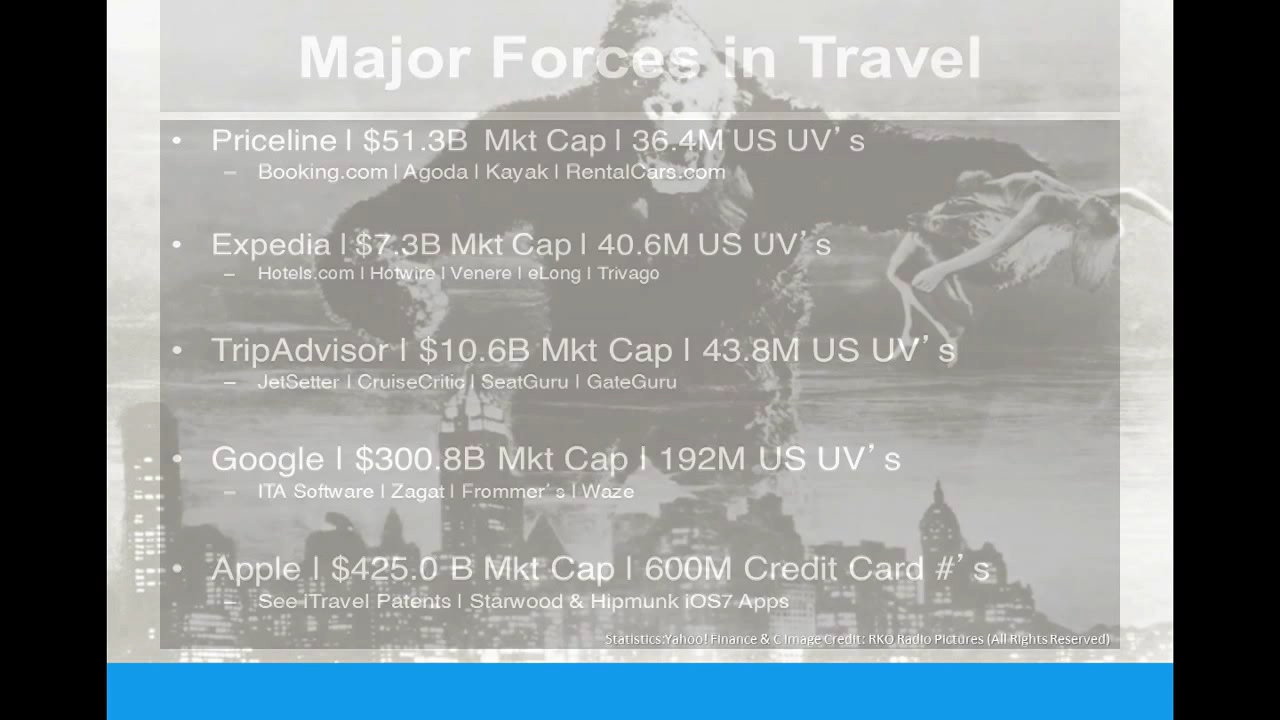 Major Forces in Travel
• Priceline | $51.3B Mkt Cap | 36.4M US UV's
– Booking.com | Agoda | Kayak | RentalCars.com
• Expedia | $7.3B Mkt Cap | 40.6M US UV's
– Hotels.com | Hotwire | Venere | eLong | Trivago
• TripAdvisor | $10.6B Mkt Cap | 43.8M US UV's
– JetSetter | CruiseCritic | SeatGuru | GateGuru
• Google | $300.8B Mkt Cap | 192M US UV's
– ITA Software | Zagat | Frommer's | Waze
• Apple | $425.0 B Mkt Cap | 600M Credit Card #'s
– See iTravel Patents | Starwood & Hipmunk iOS7 Apps
Statistics:Yahoo! Finance & C Image Credit: RKO Radio Pictures (All Rights Reserved)